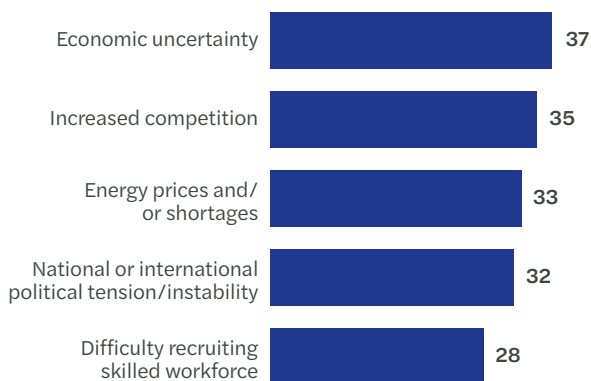 Economic uncertainty
37
Increased competition
35
Energy prices and/
or shortages
33
National or international
political tension/instability
32
Difficulty recruiting
skilled workforce
28